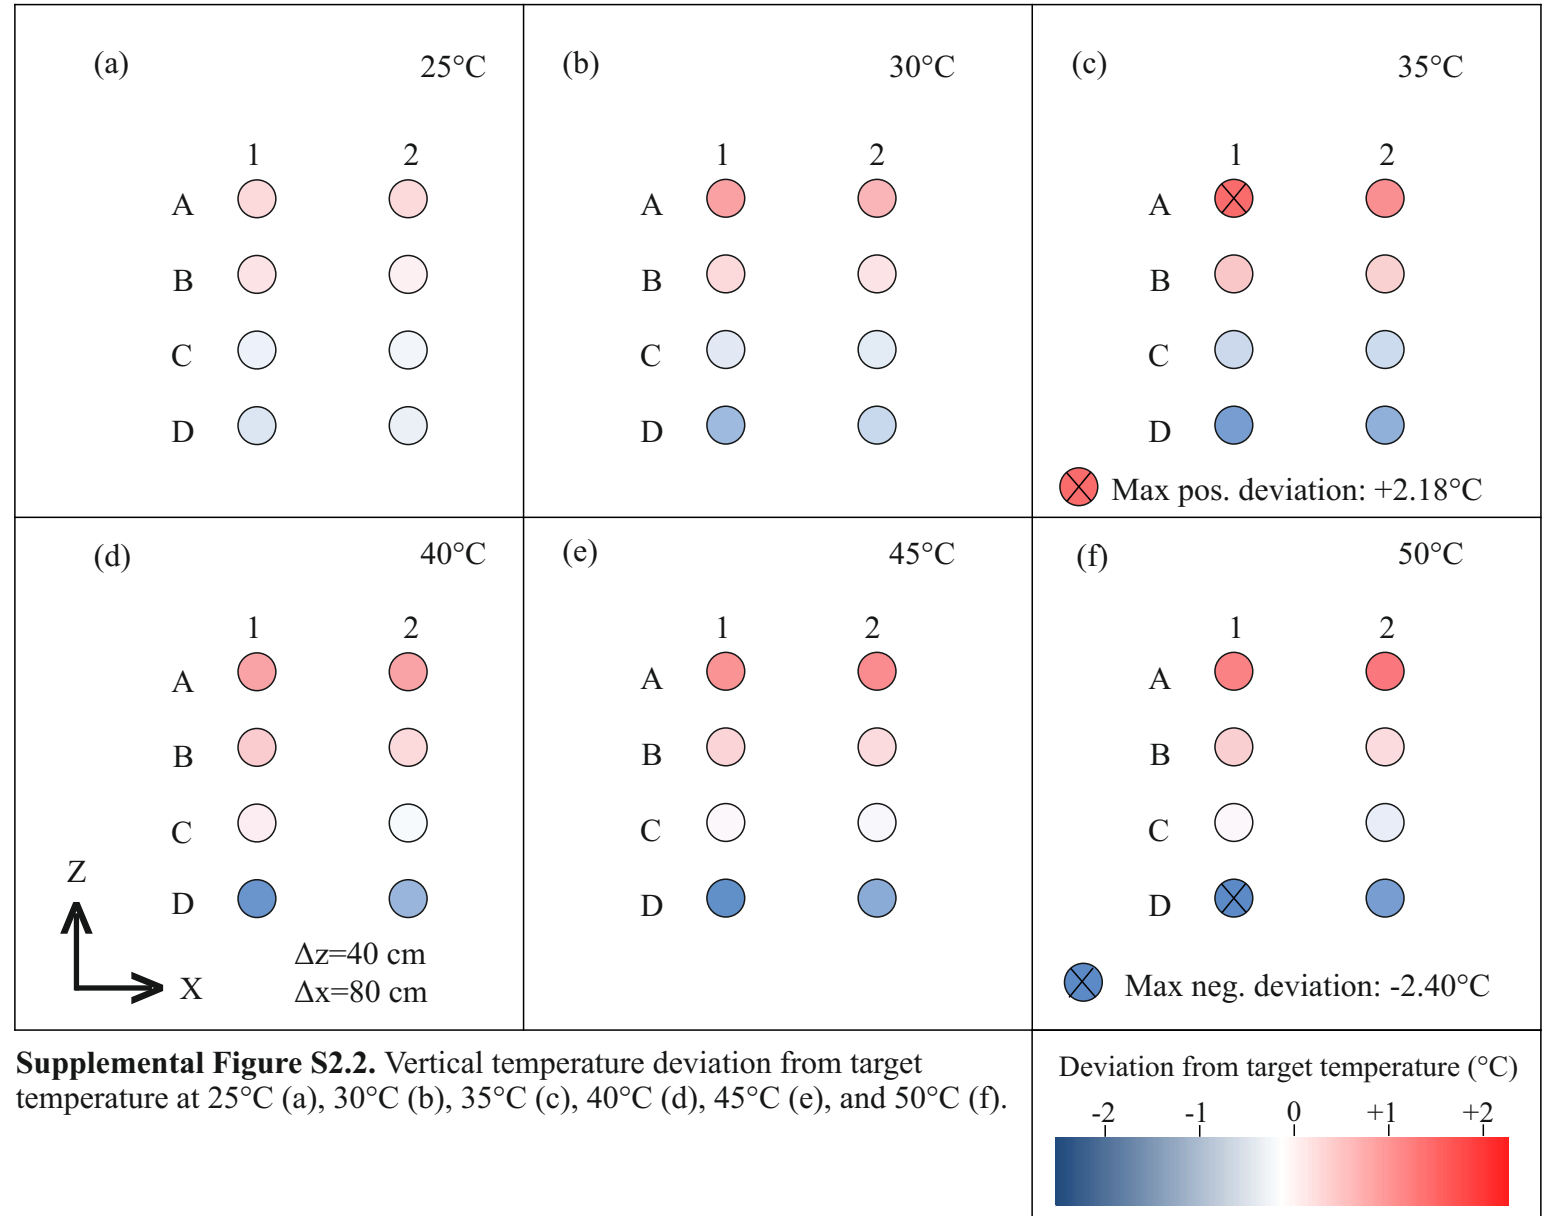 (a) 25°C
1 2
A
B
C
D
(b) 30°C
1 2
A
B
C
D
(c) 35°C
1 2
A
B
C
D
Max pos. deviation: +2.18°C
(d) 40°C
1 2
A
B
C
D
Z
X
Δz=40 cm
Δx=80 cm
(e) 45°C
1 2
A
B
C
D
(f) 50°C
1 2
A
B
C
D
Max neg. deviation: -2.40°C
Supplemental Figure S2.2. Vertical temperature deviation from target
temperature at 25°C (a), 30°C (b), 35°C (c), 40°C (d), 45°C (e), and 50°C (f).
Deviation from target temperature (°C)
-2 -1 0 +1 +2